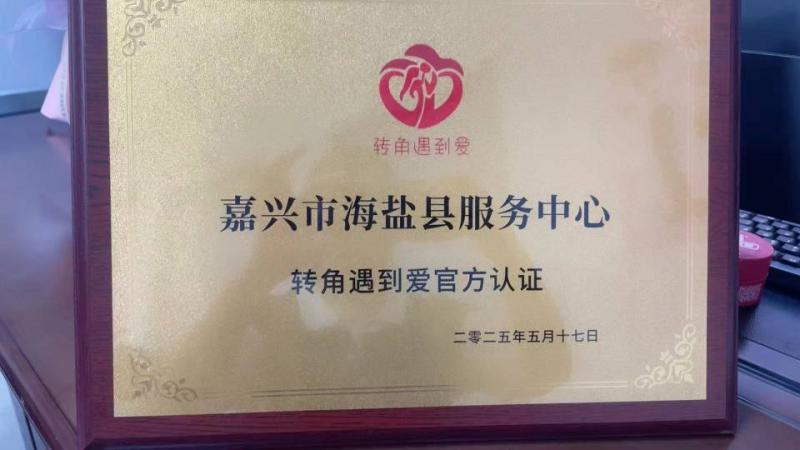 转角遇到爱
嘉兴市海盐县服务中心
转角遇到爱官方认证
二零二五年五月十七日